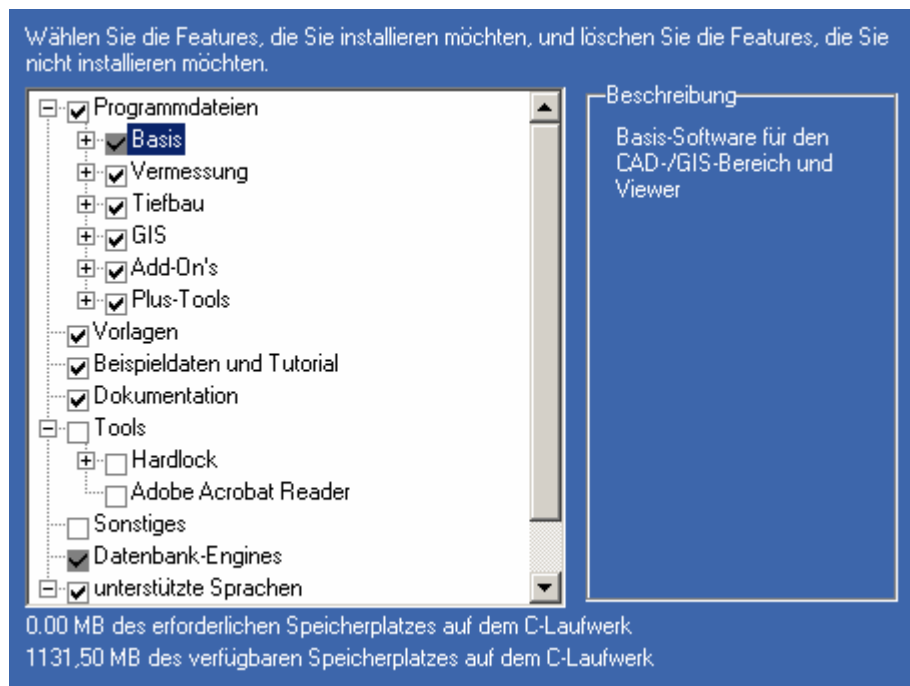 Wählen Sie die Features, die Sie installieren möchten, und löschen Sie die Features, die Sie
nicht installieren möchten.
Programmdateien
Basis
Vermessung
Tiefbau
GIS
Add-On's
Plus-Tools
Vorlagen
Beispieldaten und Tutorial
Dokumentation
Tools
Hardlock
Adobe Acrobat Reader
Sonstiges
Datenbank-Engines
unterstützte Sprachen
Beschreibung
Basis-Software für den
CAD-/GIS-Bereich und
Viewer
0.00 MB des erforderlichen Speicherplatzes auf dem C-Laufwerk
1131,50 MB des verfügbaren Speicherplatzes auf dem C-Laufwerk